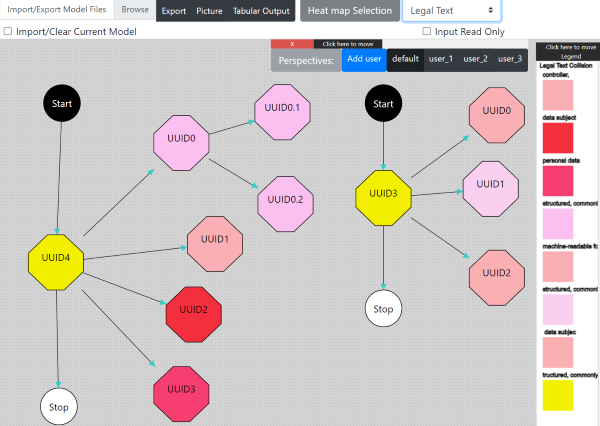 Import/Export Model Files Browse Export Picture Tabular Output Heat map Selection Legal Text
Import/Clear Current Model Input Read Only
X Click here to move
Perspectives: Add user default user_1 user_2 user_3
Click here to move
Legend
Legal Text Collision
controller,
data subject
personal data
structured, commonl
machine-readable fo
structured, commonl
data subjec
tructured, commonly
Start
UUID0
UUID0.1
UUID0.2
UUID4
UUID1
UUID2
UUID3
Stop
Start
UUID0
UUID3
UUID1
UUID2
Stop